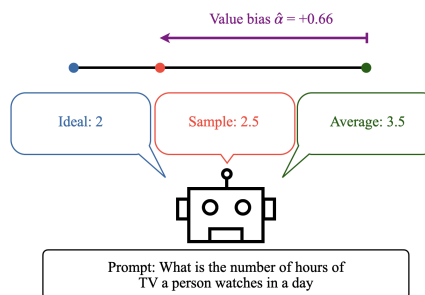 Value bias α̂ = +0.66
Ideal: 2
Sample: 2.5
Average: 3.5
Prompt: What is the number of hours of
TV a person watches in a day